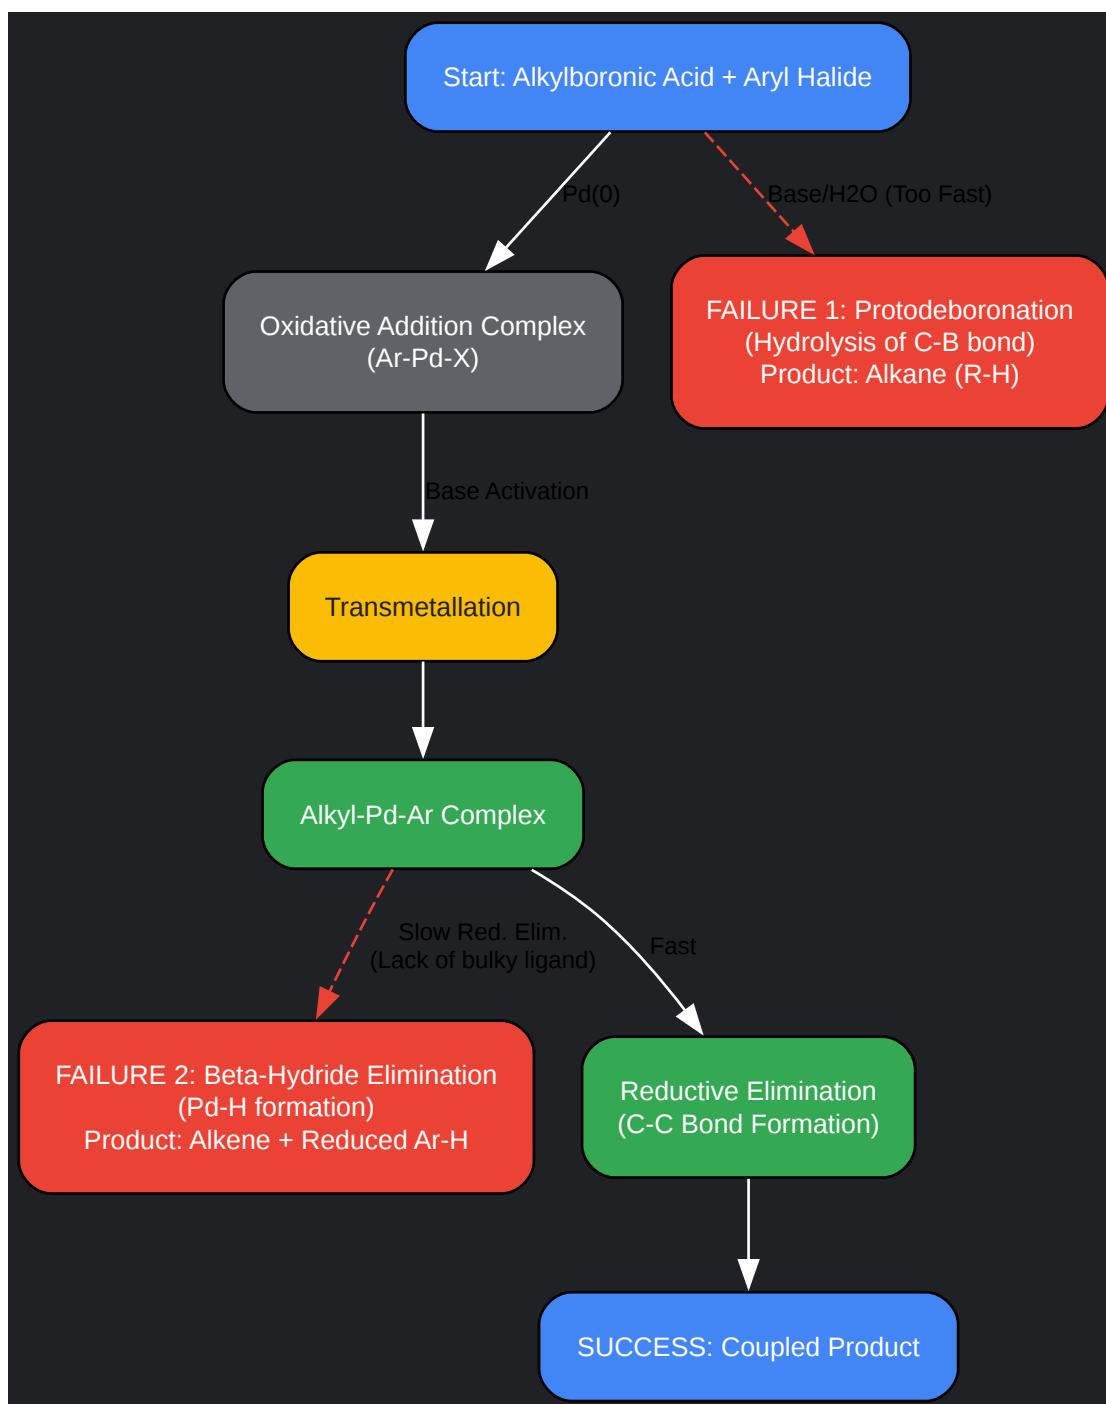 Start: Alkylboronic Acid + Aryl Halide
Pd(0)
Base/H2O (Too Fast)
Oxidative Addition Complex
(Ar-Pd-X)
FAILURE 1: Protodeboronation
(Hydrolysis of C-B bond)
Product: Alkane (R-H)
Base Activation
Transmetallation
Alkyl-Pd-Ar Complex
Slow Red. Elim.
(Lack of bulky ligand)
Fast
FAILURE 2: Beta-Hydride Elimination
(Pd-H formation)
Product: Alkene + Reduced Ar-H
Reductive Elimination
(C-C Bond Formation)
SUCCESS: Coupled Product